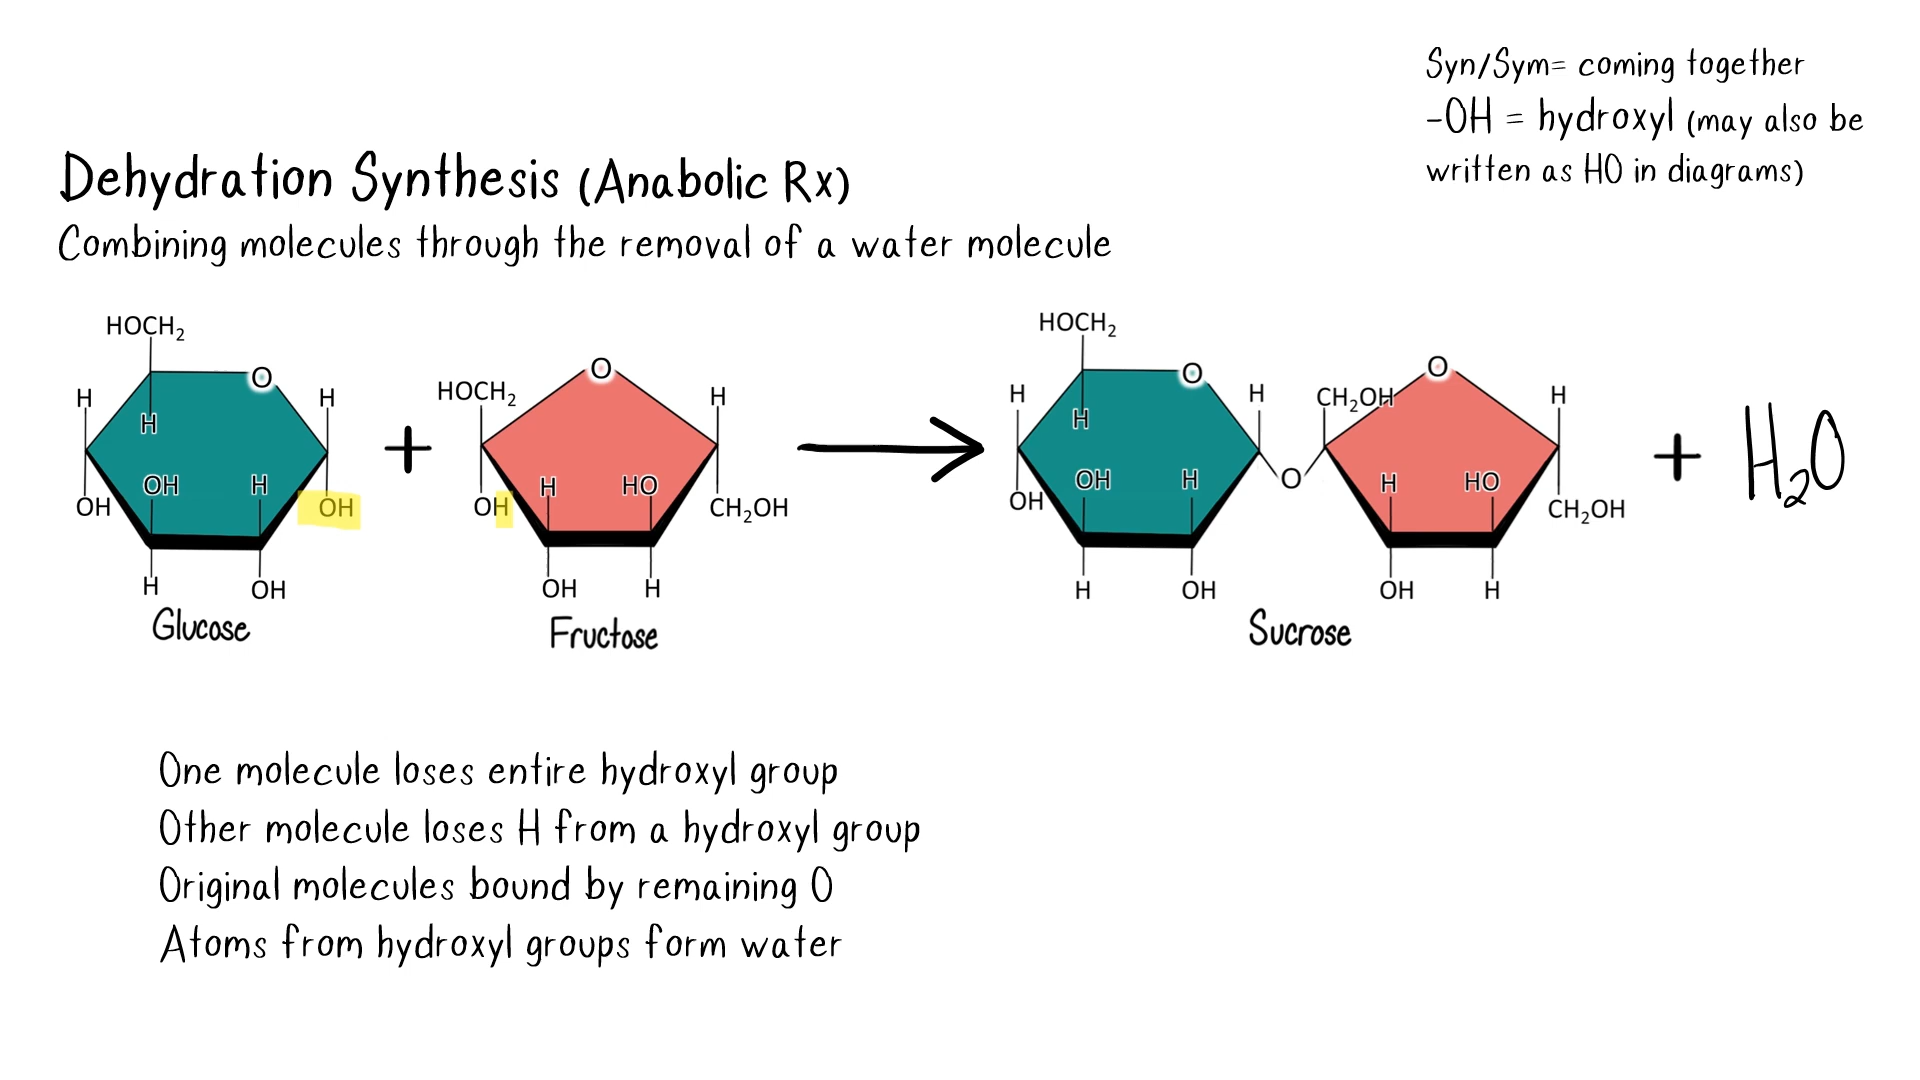 Syn/Sym= coming together
-OH = hydroxyl (may also be
written as HO in diagrams)
Dehydration Synthesis (Anabolic Rx)
Combining molecules through the removal of a water molecule
HOCH₂
O
H
H
H
OH
H
OH
OH
H
OH
Glucose
+
HOCH₂
O
H
H
HO
OH
CH₂OH
OH
H
Fructose
HOCH₂
O
H
H
H
OH
H
OH
H
OH
O
CH₂OH
O
H
H
HO
CH₂OH
OH
H
Sucrose
+
H₂O
One molecule loses entire hydroxyl group
Other molecule loses H from a hydroxyl group
Original molecules bound by remaining O
Atoms from hydroxyl groups form water